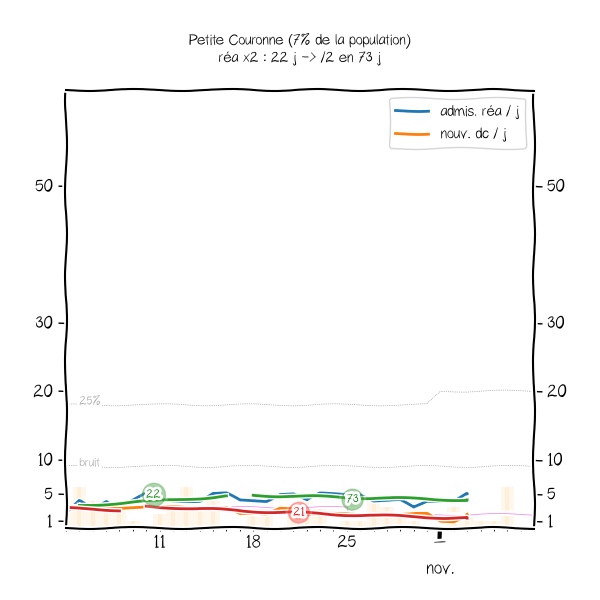 Petite Couronne (7% de la population)
réa x2 : 22 j -> /2 en 73 j
admis. réa / j
nouv. dc / j
50 50
30 30
20 20
25%
10 10
bruit
5 5
22 73
21
1 1
11 18 25 1
nov.